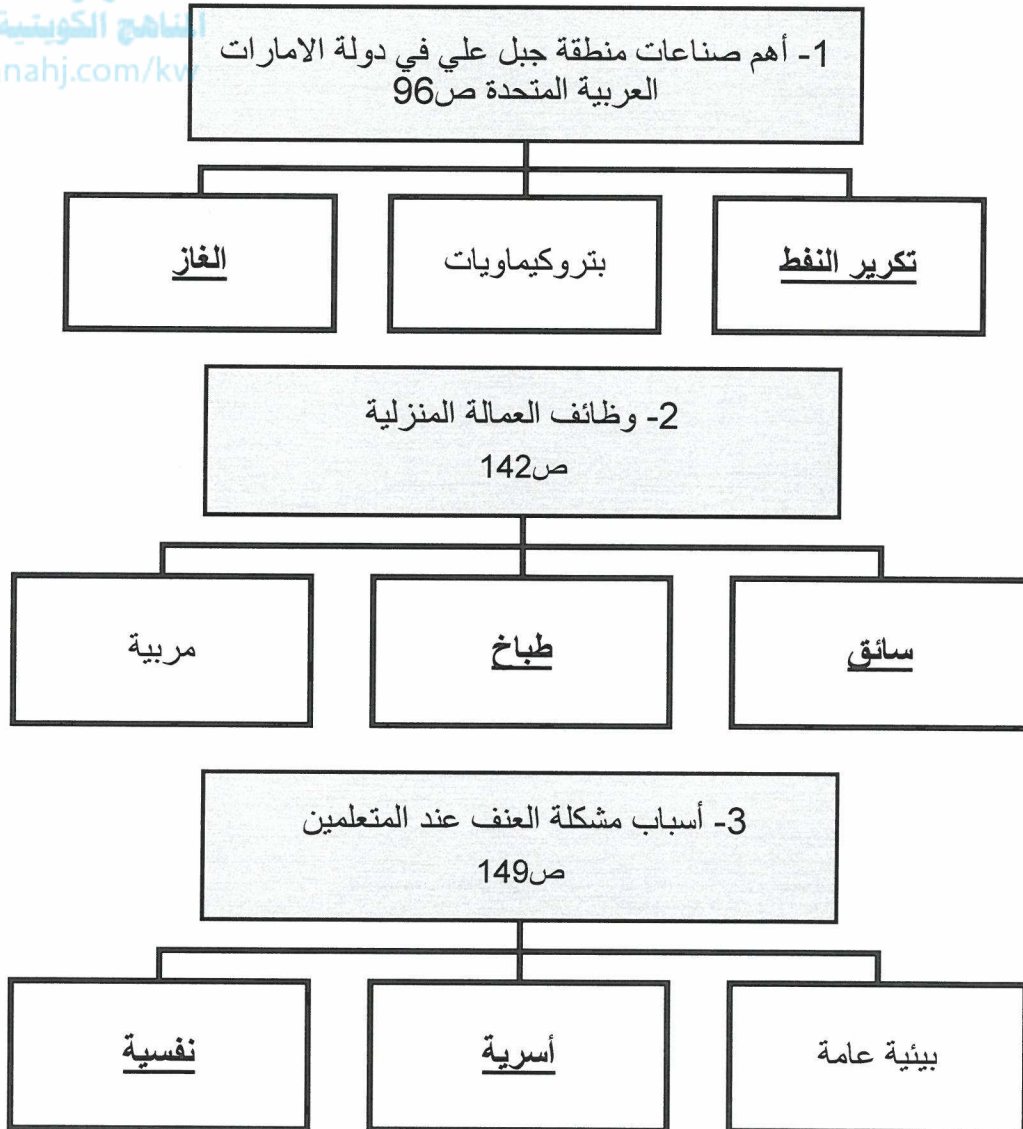 المناهج الكويتية
nahj.com/kw
1- أهم صناعات منطقة جبل علي في دولة الامارات
العربية المتحدة ص96
تكرير النفط
بتروكيماويات
الغاز
2- وظائف العمالة المنزلية
ص142
سائق
طباخ
مربية
3- أسباب مشكلة العنف عند المتعلمين
ص149
بيئية عامة
أسرية
نفسية